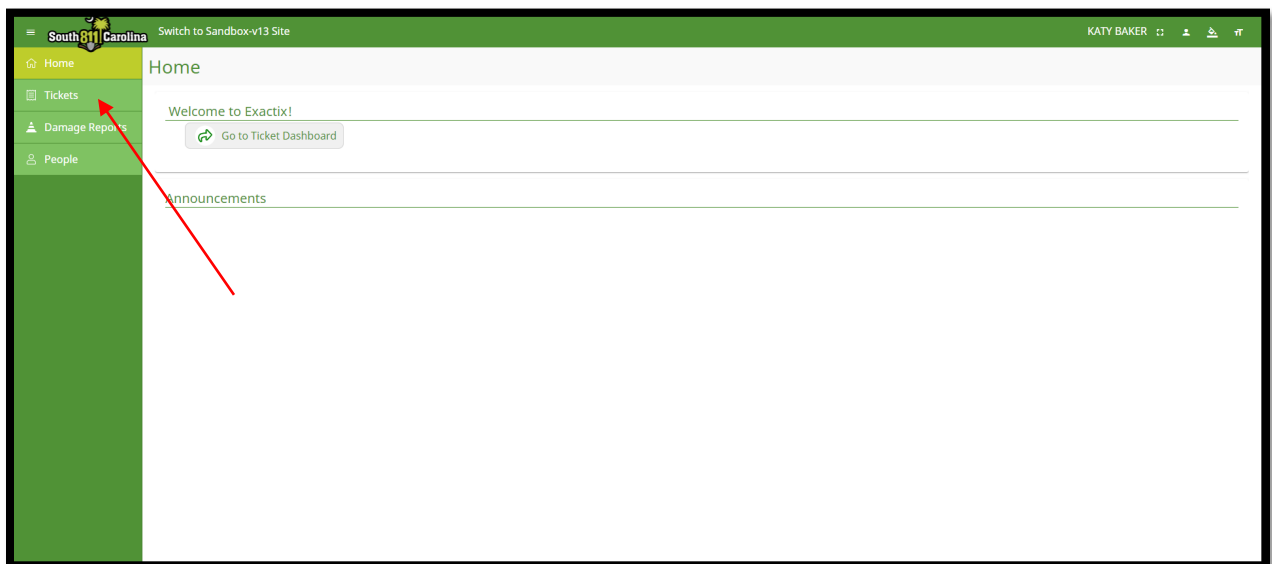 South 811 Carolina
Switch to Sandbox-v13 Site
KATY BAKER
Home
Tickets
Damage Reports
People
Home
Welcome to Exactix!
Go to Ticket Dashboard
Announcements